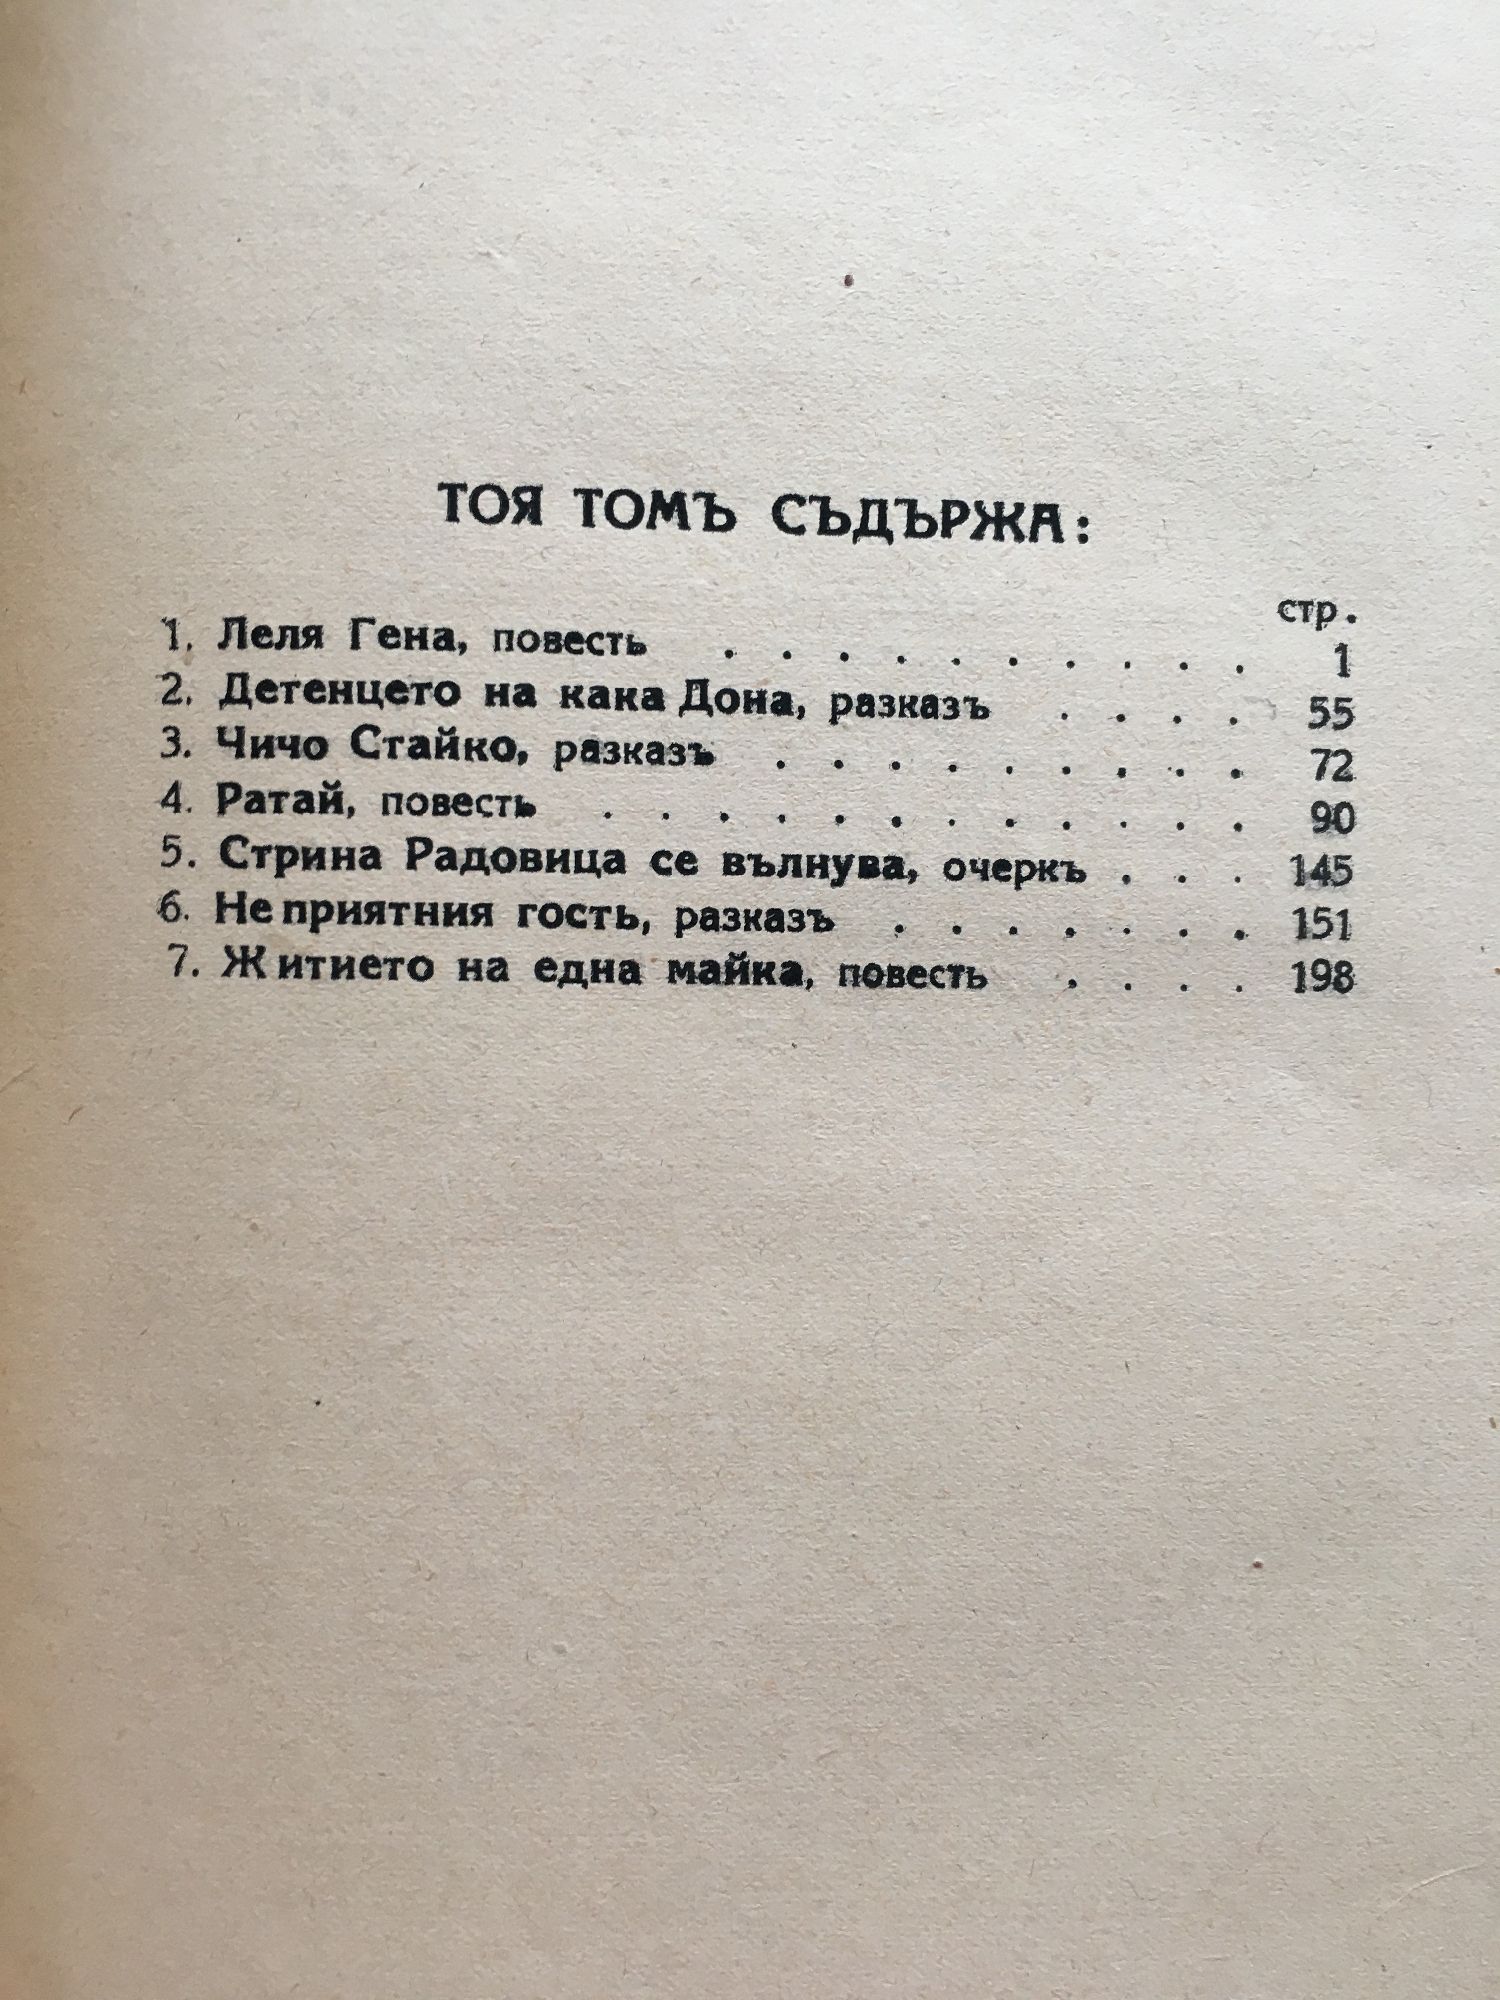 ТОЯ ТОМЪ СЪДЪРЖА:
стр.
1. Леля Гена, повесть . . . . . . . . . . 1
2. Детенцето на кака Дона, разказъ . . . . 55
3. Чичо Стайко, разказъ . . . . . . . . . 72
4. Ратай, повесть . . . . . . . . . . . . 90
5. Стрина Радовица се вълнува, очеркъ . . . 145
6. Неприятния гость, разказъ . . . . . . . 151
7. Житието на една майка, повесть . . . . 198